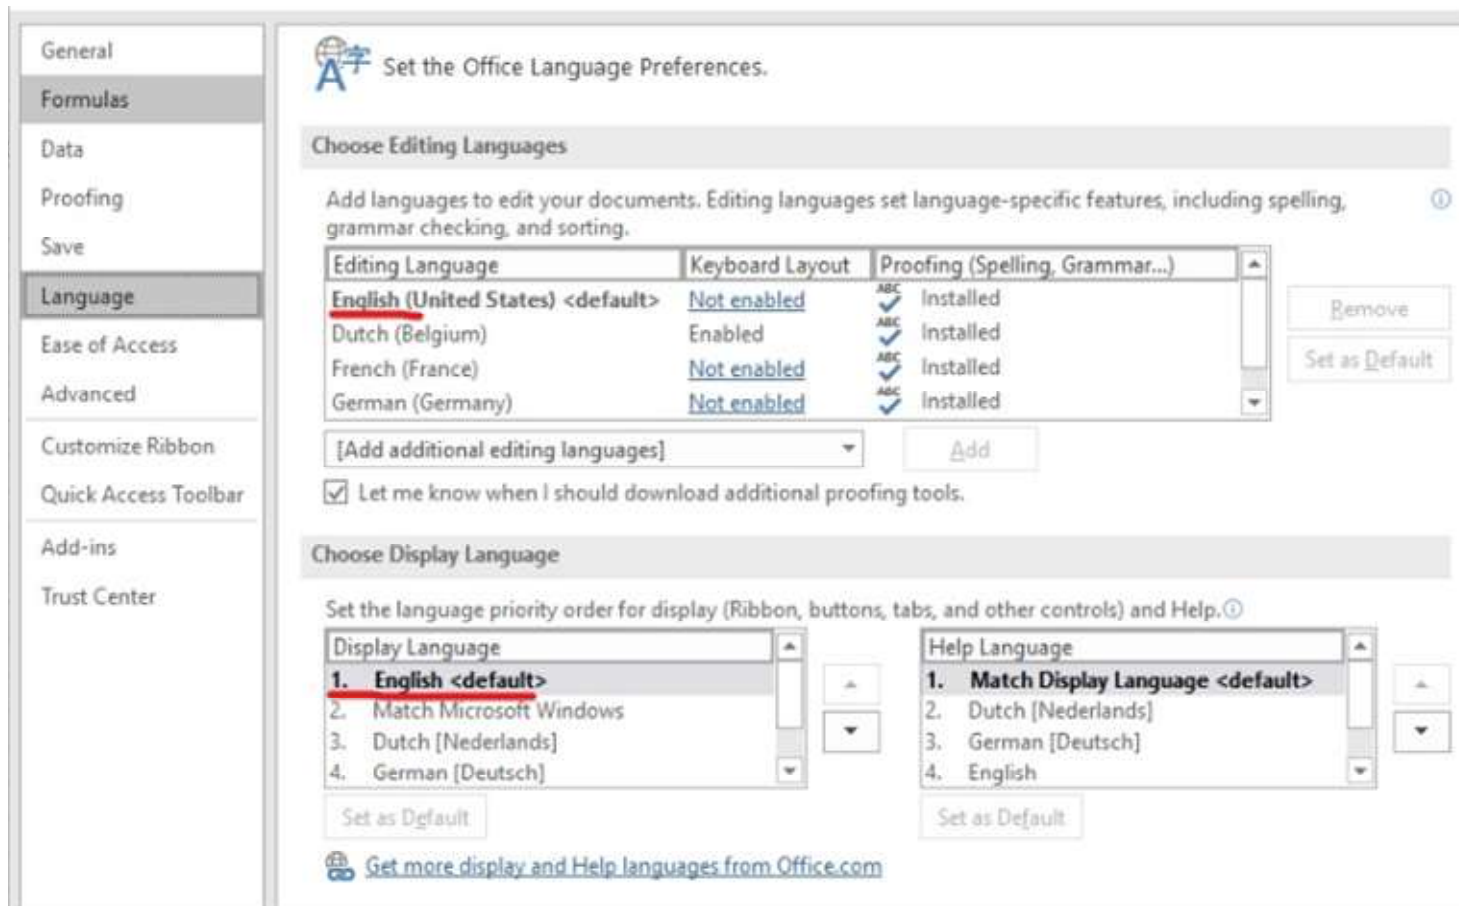 General
Formulas
Data
Proofing
Save
Language
Ease of Access
Advanced
Customize Ribbon
Quick Access Toolbar
Add-ins
Trust Center
A字 Set the Office Language Preferences.
Choose Editing Languages
Add languages to edit your documents. Editing languages set language-specific features, including spelling,
grammar checking, and sorting.
Editing Language Keyboard Layout Proofing (Spelling, Grammar...)
English (United States) <default> Not enabled ABC Installed
Dutch (Belgium) Enabled ABC Installed
French (France) Not enabled ABC Installed
German (Germany) Not enabled ABC Installed
Remove
Set as Default
[Add additional editing languages] Add
Let me know when I should download additional proofing tools.
Choose Display Language
Set the language priority order for display (Ribbon, buttons, tabs, and other controls) and Help.
Display Language
1. English <default>
2. Match Microsoft Windows
3. Dutch [Nederlands]
4. German [Deutsch]
Set as Default
Help Language
1. Match Display Language <default>
2. Dutch [Nederlands]
3. German [Deutsch]
4. English
Set as Default
Get more display and Help languages from Office.com